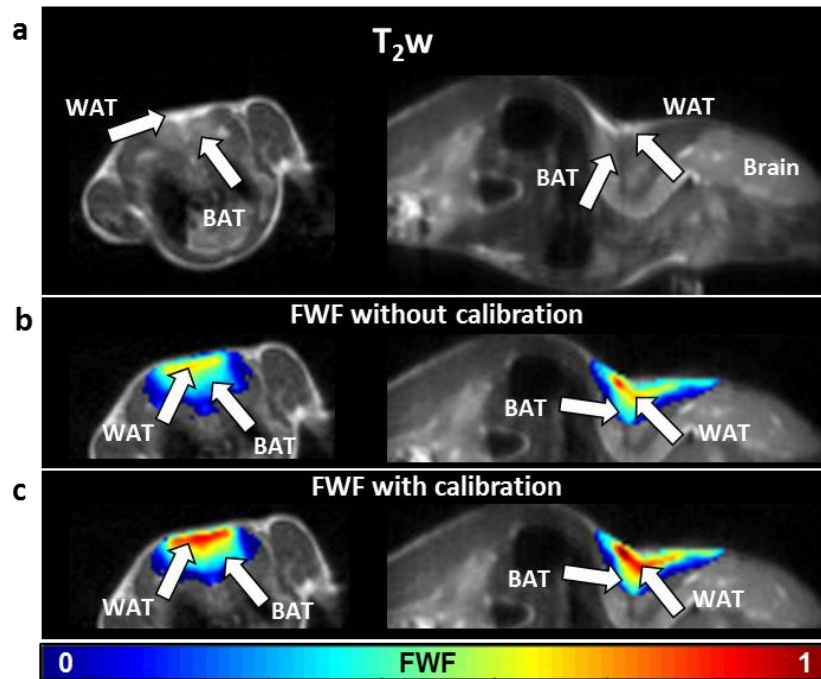 a
T₂w
WAT
BAT
WAT
BAT
Brain
b
FWF without calibration
WAT
BAT
BAT
WAT
c
FWF with calibration
WAT
BAT
BAT
WAT
0 FWF 1